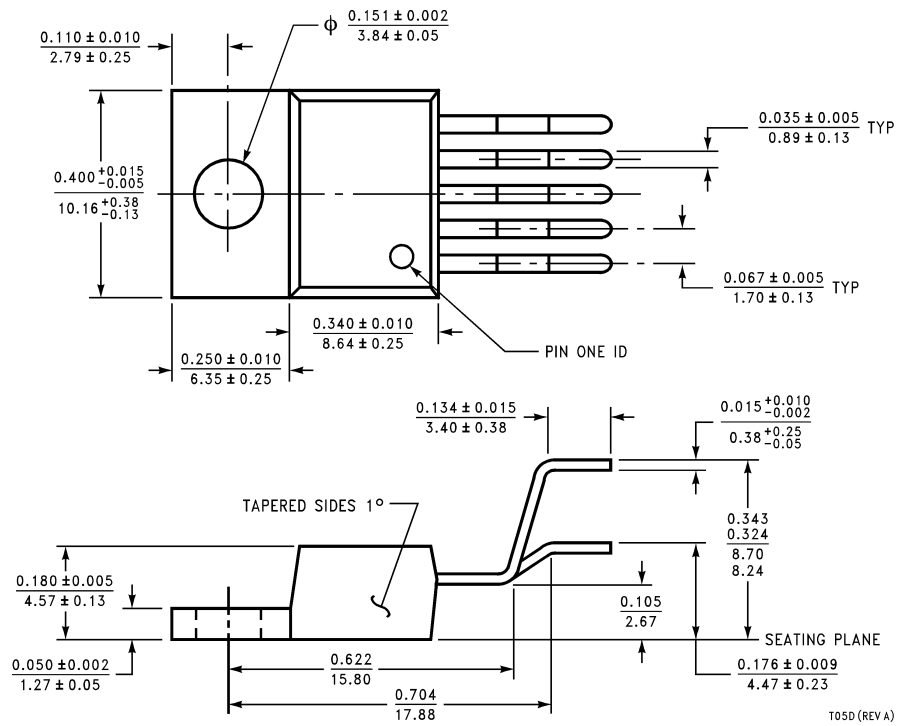 ϕ 0.151 ± 0.002
3.84 ± 0.05
0.110 ± 0.010
2.79 ± 0.25
0.035 ± 0.005
0.89 ± 0.13
TYP
0.400 +0.015
-0.005
10.16 +0.38
-0.13
0.067 ± 0.005
1.70 ± 0.13
TYP
0.340 ± 0.010
8.64 ± 0.25
PIN ONE ID
0.250 ± 0.010
6.35 ± 0.25
0.134 ± 0.015
3.40 ± 0.38
0.015 +0.010
-0.002
0.38 +0.25
-0.05
TAPERED SIDES 1°
0.343
0.324
8.70
8.24
0.180 ± 0.005
4.57 ± 0.13
0.105
2.67
SEATING PLANE
0.050 ± 0.002
1.27 ± 0.05
0.622
15.80
0.176 ± 0.009
4.47 ± 0.23
0.704
17.88
T05D (REV A)